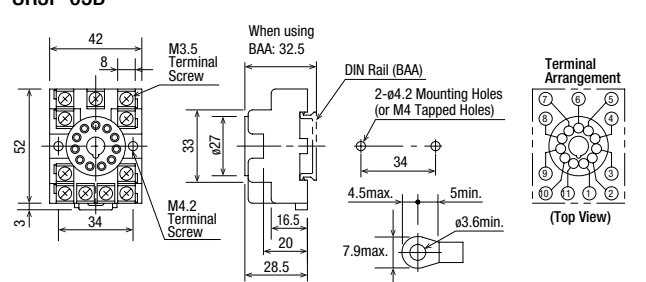 When using
BAA: 32.5
42
8
M3.5
Terminal
Screw
DIN Rail (BAA)
2-ø4.2 Mounting Holes
(or M4 Tapped Holes)
Terminal
Arrangement
7 6 5
8 4
9 3
10 11 1 2
(Top View)
52
3
34
M4.2
Terminal
Screw
33
ø27
16.5
20
28.5
34
4.5max.
5min.
ø3.6min.
7.9max.